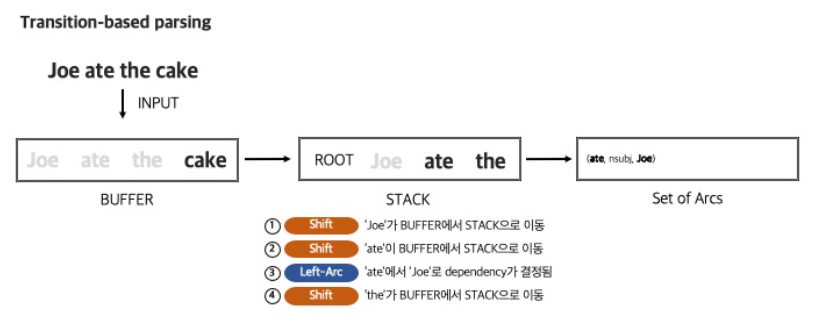 Transition-based parsing
Joe ate the cake
INPUT
Joe ate the cake
ROOT Joe ate the
(ate, nsubj, Joe)
BUFFER
STACK
Set of Arcs
① Shift 'Joe'가 BUFFER에서 STACK으로 이동
② Shift 'ate'이 BUFFER에서 STACK으로 이동
③ Left-Arc 'ate'에서 'Joe'로 dependency가 결정됨
④ Shift 'the'가 BUFFER에서 STACK으로 이동